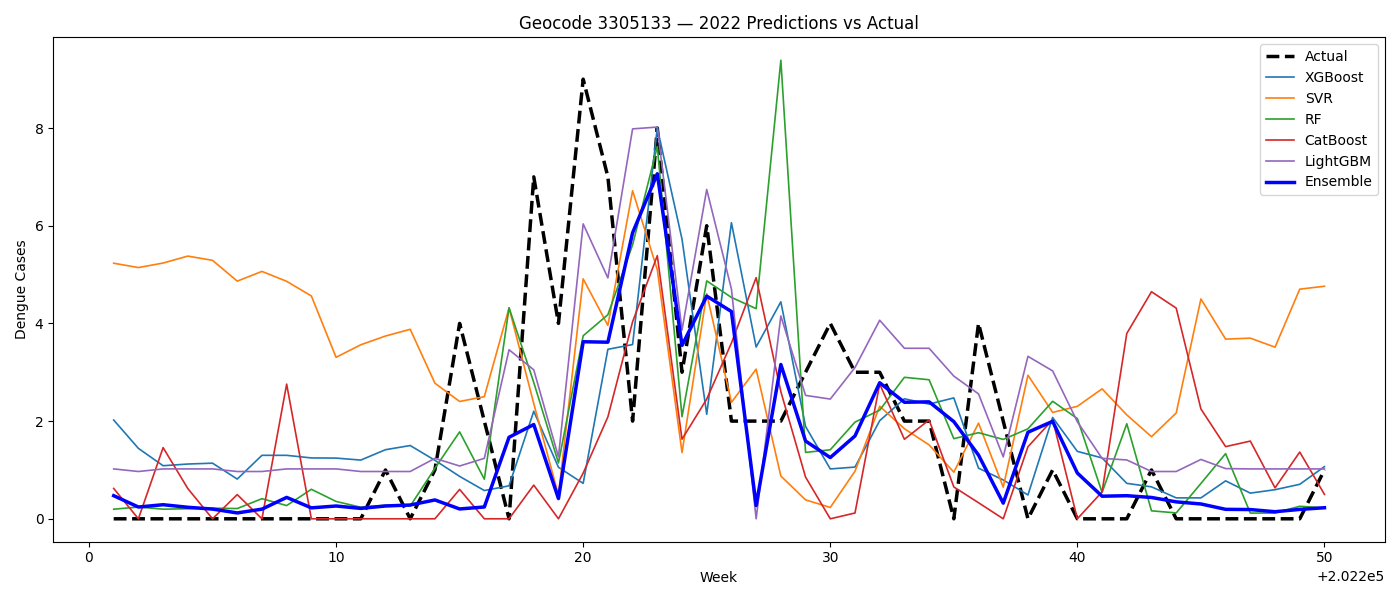 Geocode 3305133 — 2022 Predictions vs Actual
Dengue Cases
8
6
4
2
0
0 10 20 30 40 50
Week
+2.022e5
Actual
XGBoost
SVR
RF
CatBoost
LightGBM
Ensemble